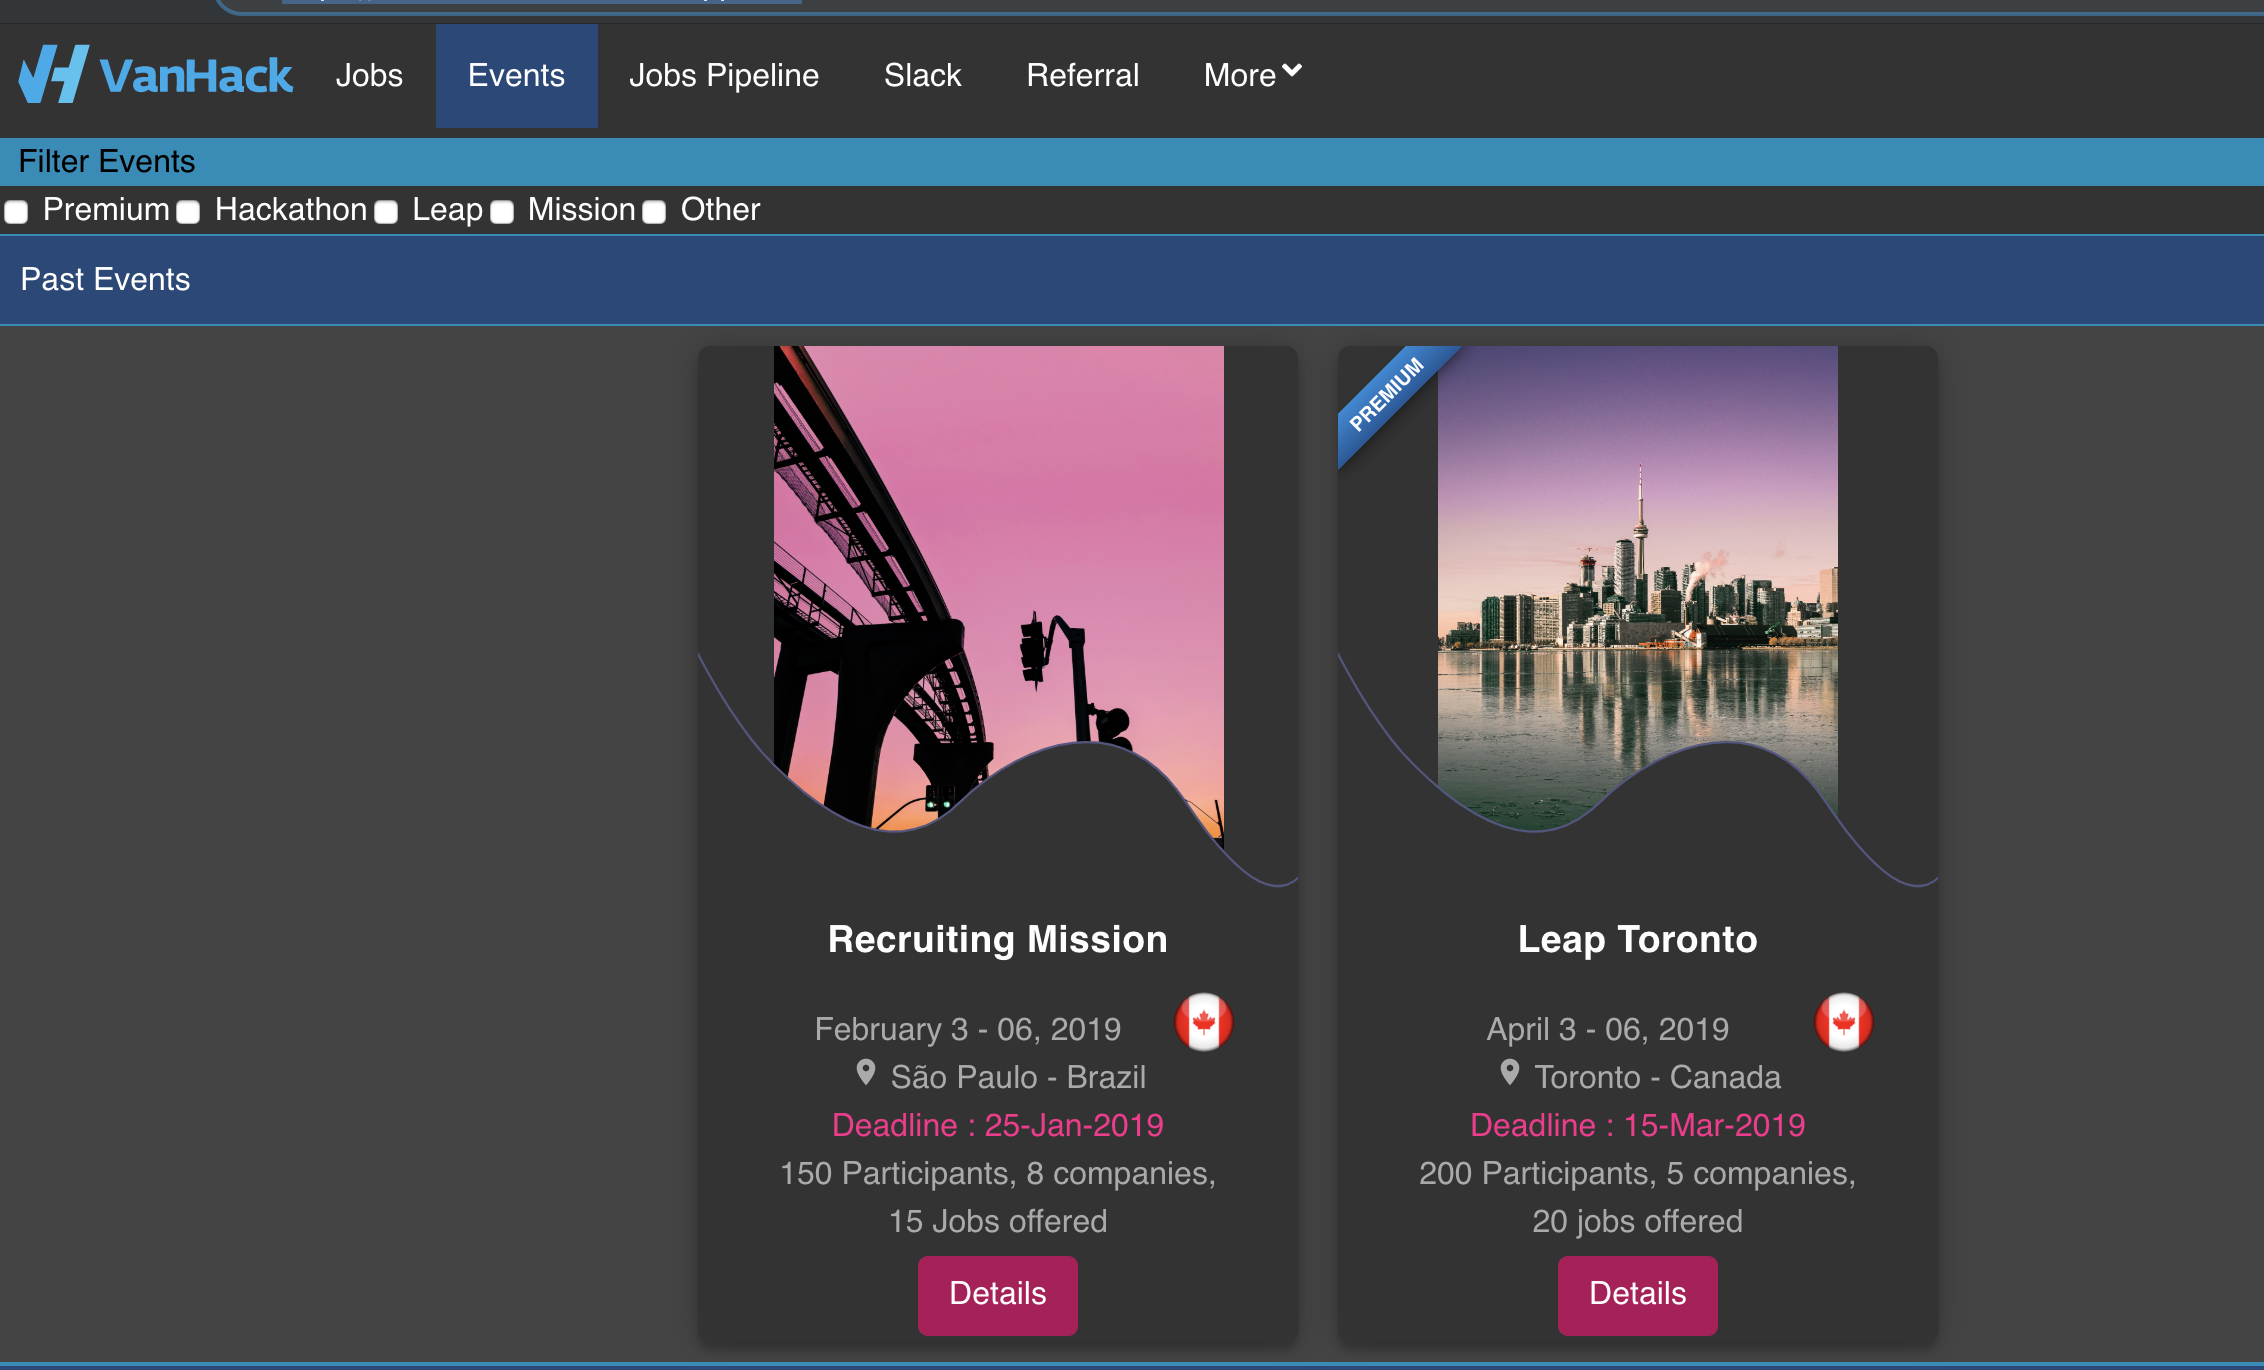 VanHack Jobs Events Jobs Pipeline Slack Referral More
Filter Events
Premium Hackathon Leap Mission Other
Past Events
Recruiting Mission
February 3 - 06, 2019
São Paulo - Brazil
Deadline : 25-Jan-2019
150 Participants, 8 companies,
15 Jobs offered
Details
PREMIUM
Leap Toronto
April 3 - 06, 2019
Toronto - Canada
Deadline : 15-Mar-2019
200 Participants, 5 companies,
20 jobs offered
Details